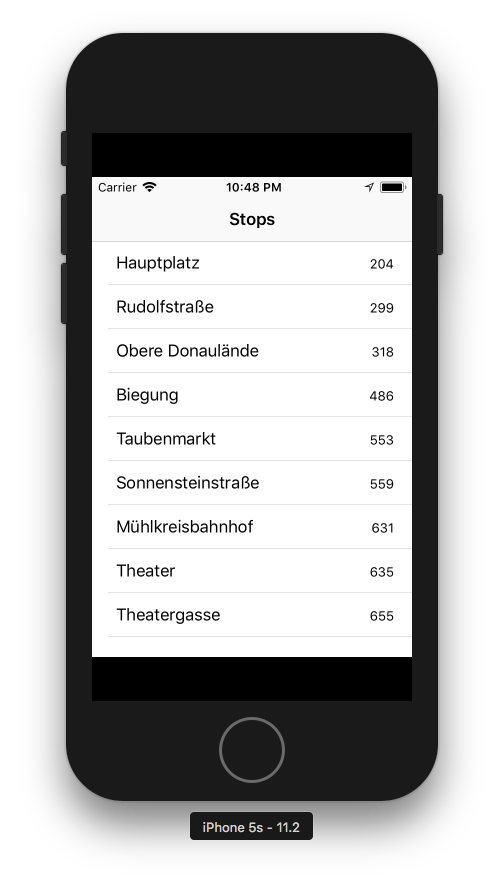 Carrier 10:48 PM
Stops
Hauptplatz 204
Rudolfstraße 299
Obere Donaulände 318
Biegung 486
Taubenmarkt 553
Sonnensteinstraße 559
Mühlkreisbahnhof 631
Theater 635
Theatergasse 655
iPhone 5s - 11.2